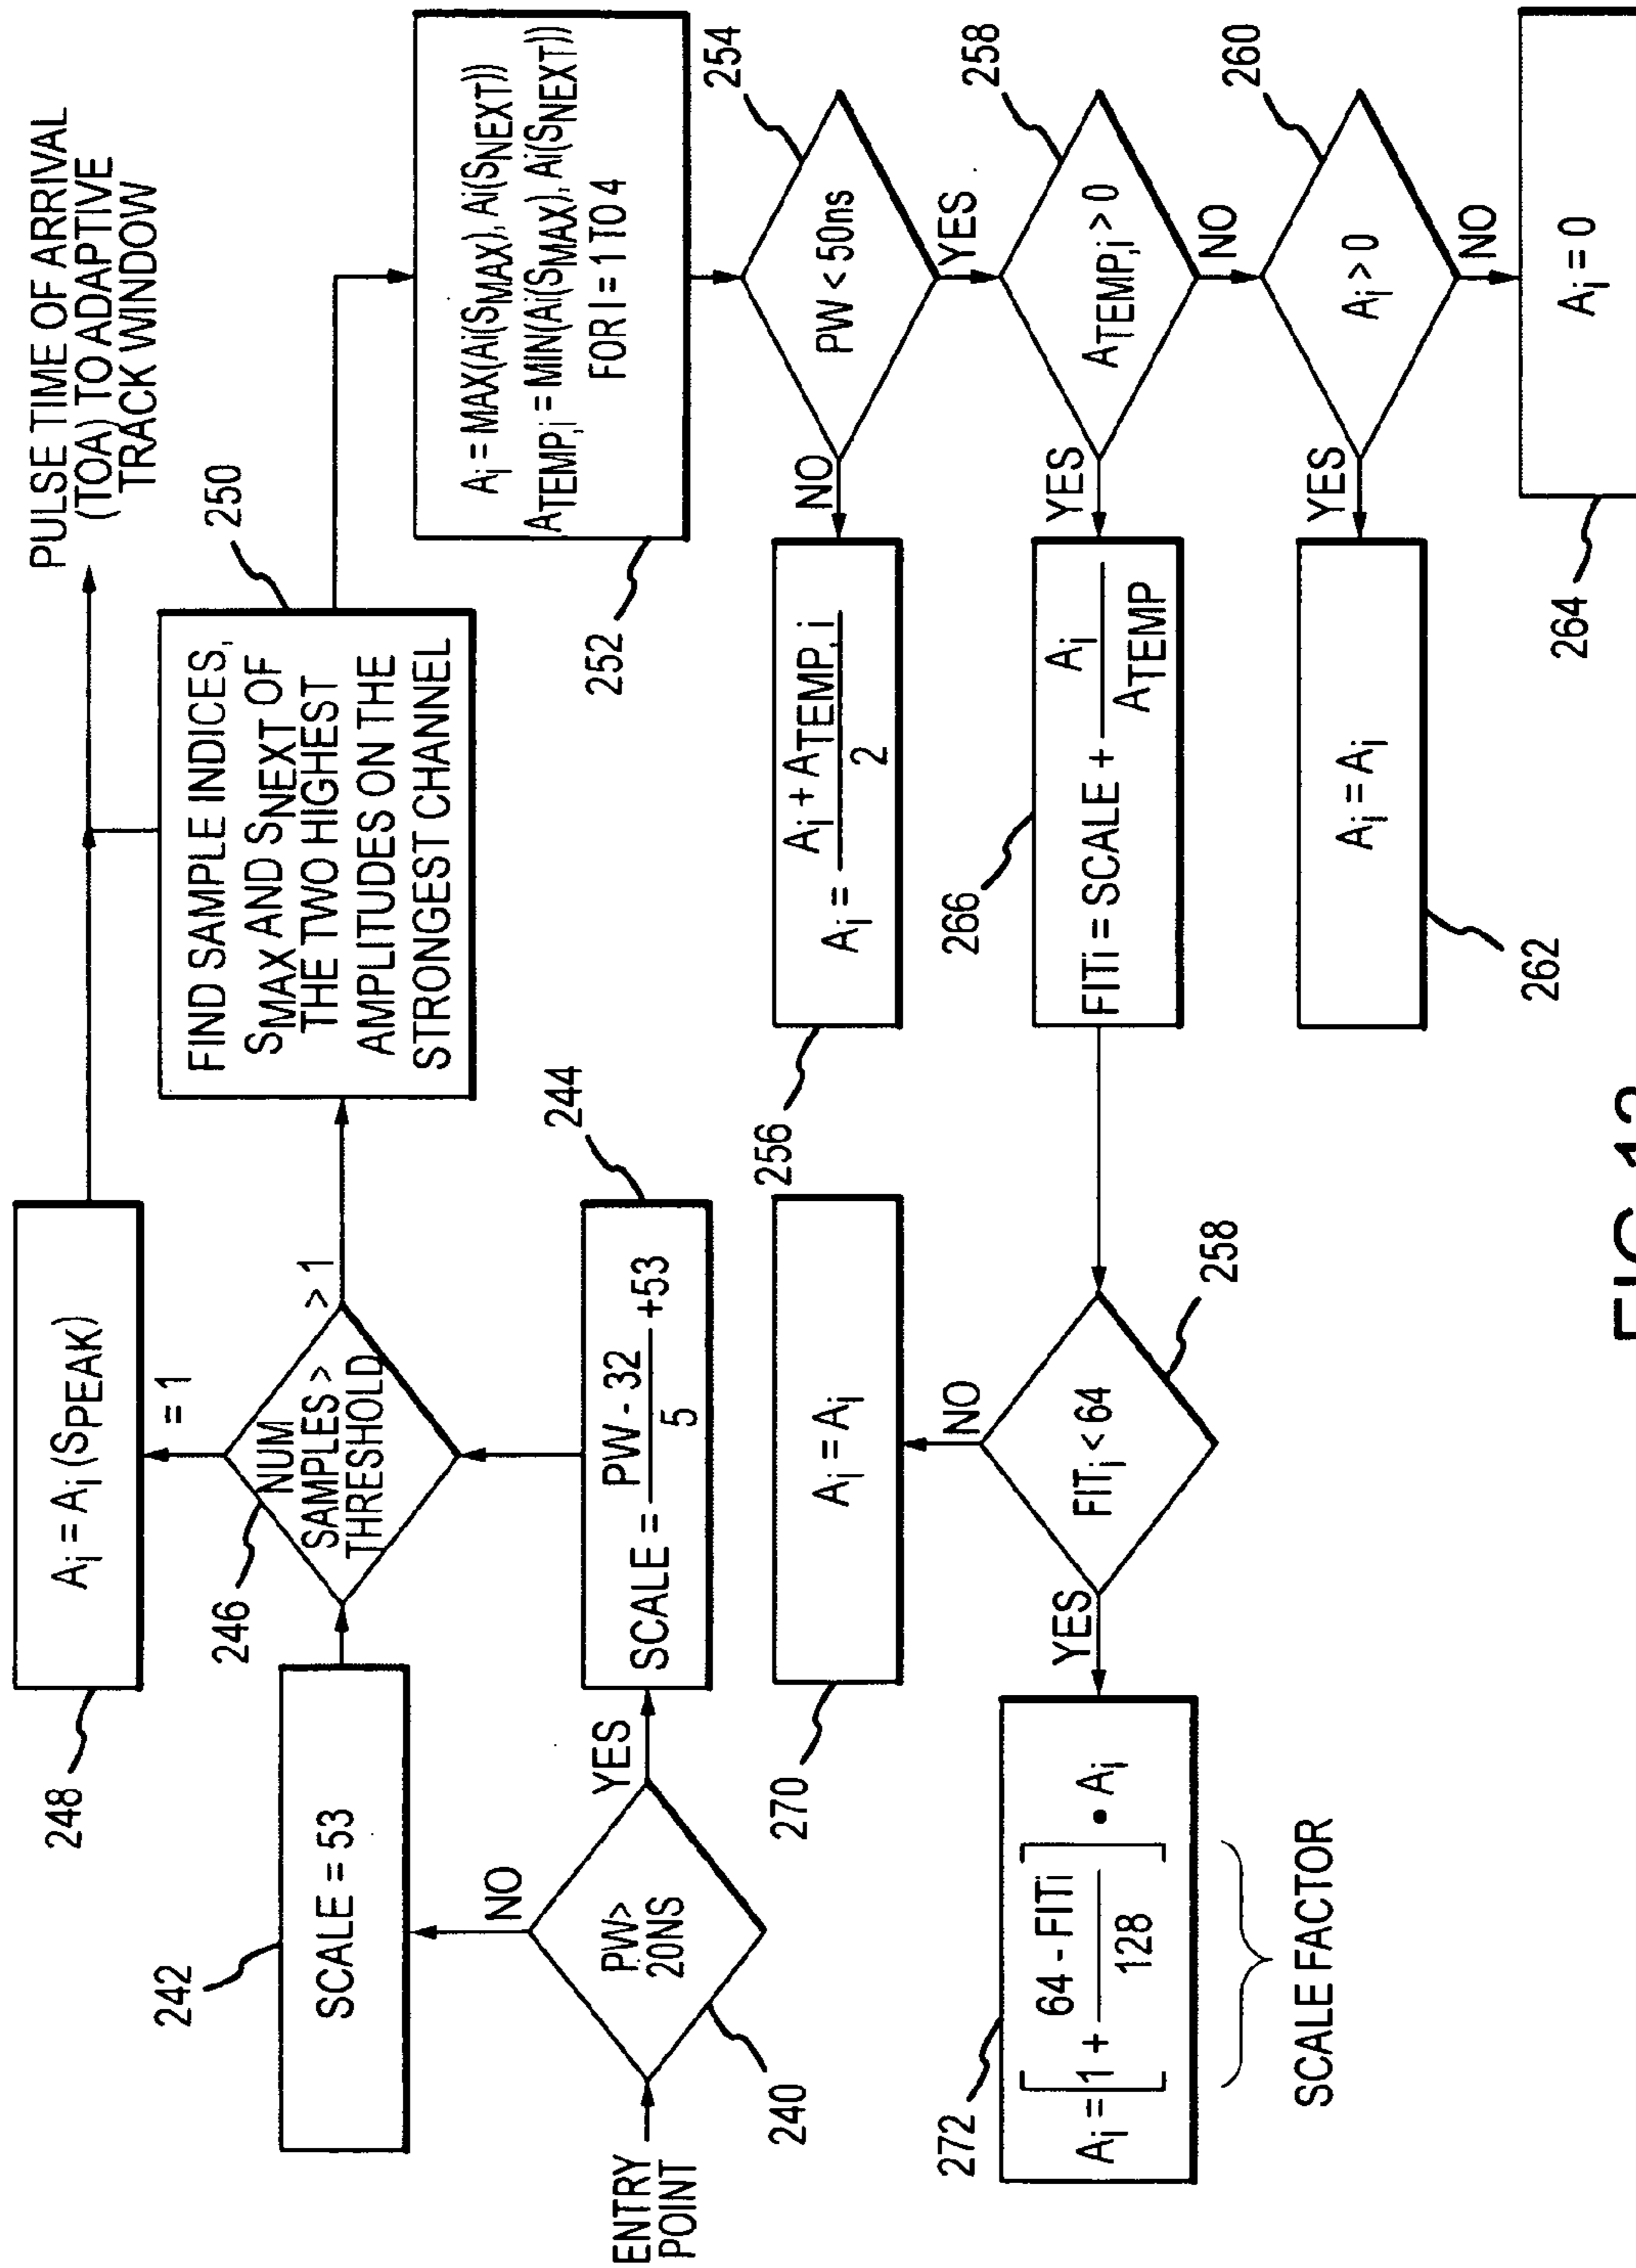 PULSE TIME OF ARRIVAL
(TOA) TO ADAPTIVE
TRACK WINDOW
248
Ai = Ai (SPEAK)
= 1
250
FIND SAMPLE INDICES,
SMAX AND SNEXT OF
THE TWO HIGHEST
AMPLITUDES ON THE
STRONGEST CHANNEL
242
SCALE = 53
246
NUM
SAMPLES >
THRESHOLD
> 1
Ai = MAX(Ai(SMAX), Ai(SNEXT))
ATEMP,i = MIN(Ai(SMAX), Ai(SNEXT))
FOR I = 1 TO 4
252
NO
ENTRY
POINT
PW>
20NS
240
YES
SCALE = PW - 32 +53
5
244
254
PW < 50ns
NO
YES
Ai = Ai + ATEMP, i
2
256
258
ATEMP,i > 0
YES
NO
266
FITi = SCALE + Ai
ATEMP
270
Ai = Ai
NO
FITi < 64
258
YES
272
Ai = [1 + 64 - FITi ] • Ai
128
SCALE FACTOR
260
Ai > 0
YES
NO
Ai = Ai
262
Ai = 0
264